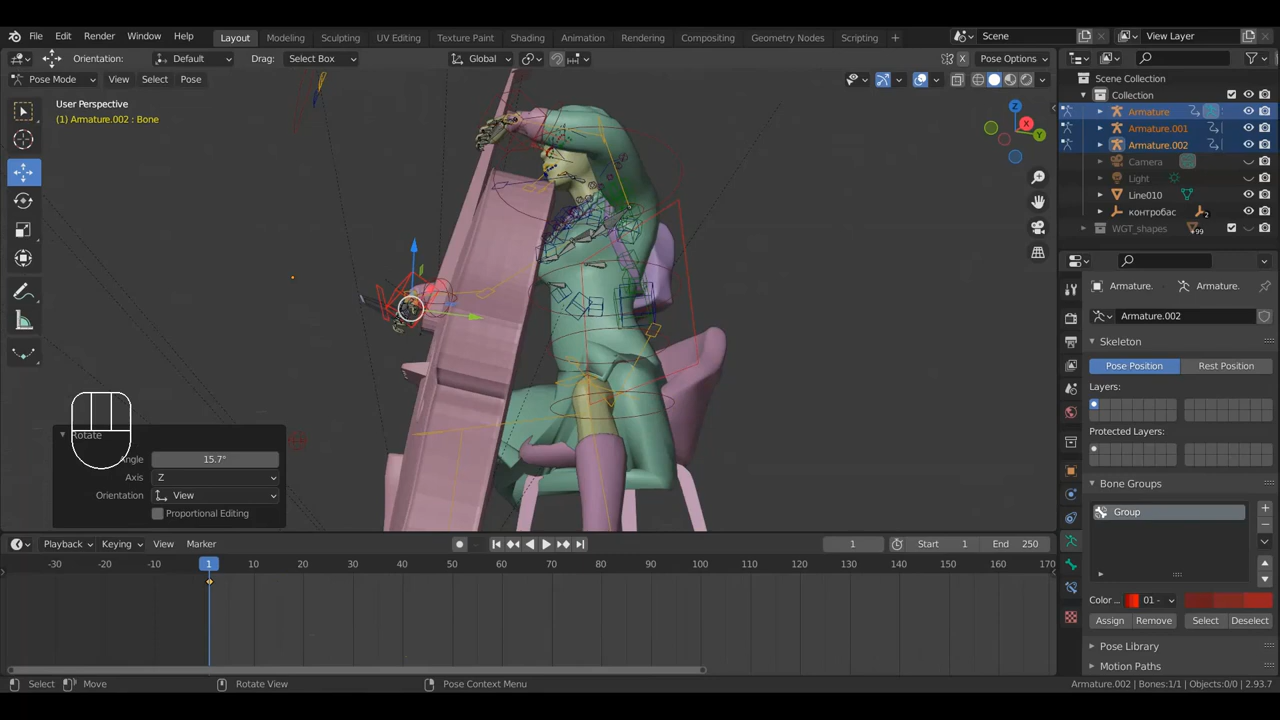 File Edit Render Window Help Layout Modeling Sculpting UV Editing Texture Paint Shading Animation Rendering Compositing Geometry Nodes Scripting + Scene View Layer
Orientation: Default Drag: Select Box Global X Pose Options
Pose Mode View Select Pose
User Perspective
(1) Armature.002 : Bone
Z X Y
Scene Collection
Collection
Armature
Armature.001
Armature.002
Camera
Light
Line010
контробас 2
WGT_shapes 99
Armature. Armature.
Armature.002
Skeleton
Pose Position Rest Position
Layers:
Protected Layers:
Bone Groups
Group
Color ... 01 -
Assign Remove Select Deselect
Pose Library
Motion Paths
Rotate
Angle 15.7°
Axis Z
Orientation View
Proportional Editing
Playback Keying View Marker 1 Start 1 End 250
-30 -20 -10 1 10 20 30 40 50 60 70 80 90 100 110 120 130 140 150 160 170
Select Move Rotate View Pose Context Menu Armature.002 | Bones:1/1 | Objects:0/0 | 2.93.7